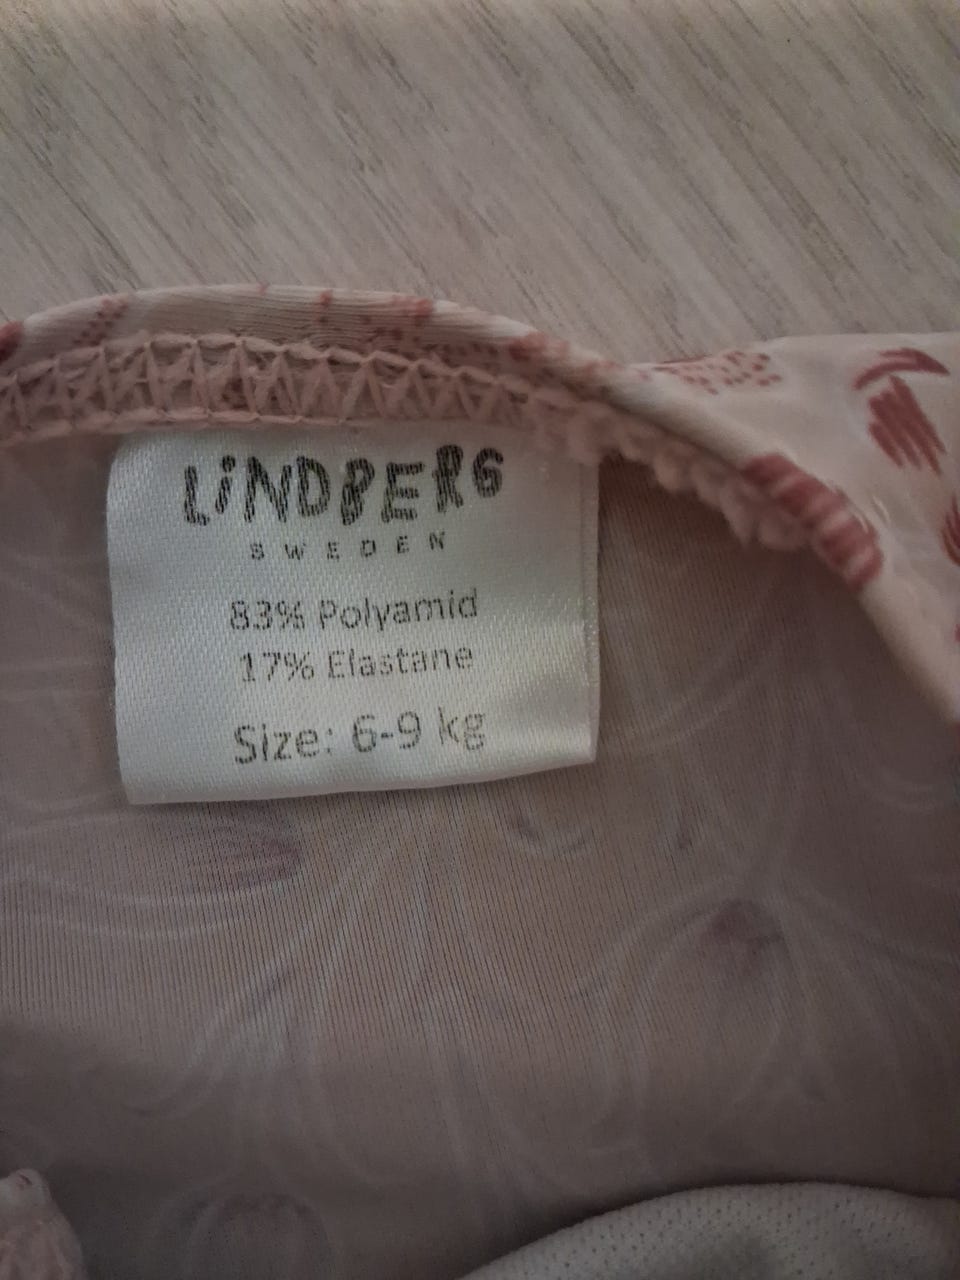 LiNDBERG
SWEDEN
83% Polyamid
17% Elastane
Size: 6-9 kg